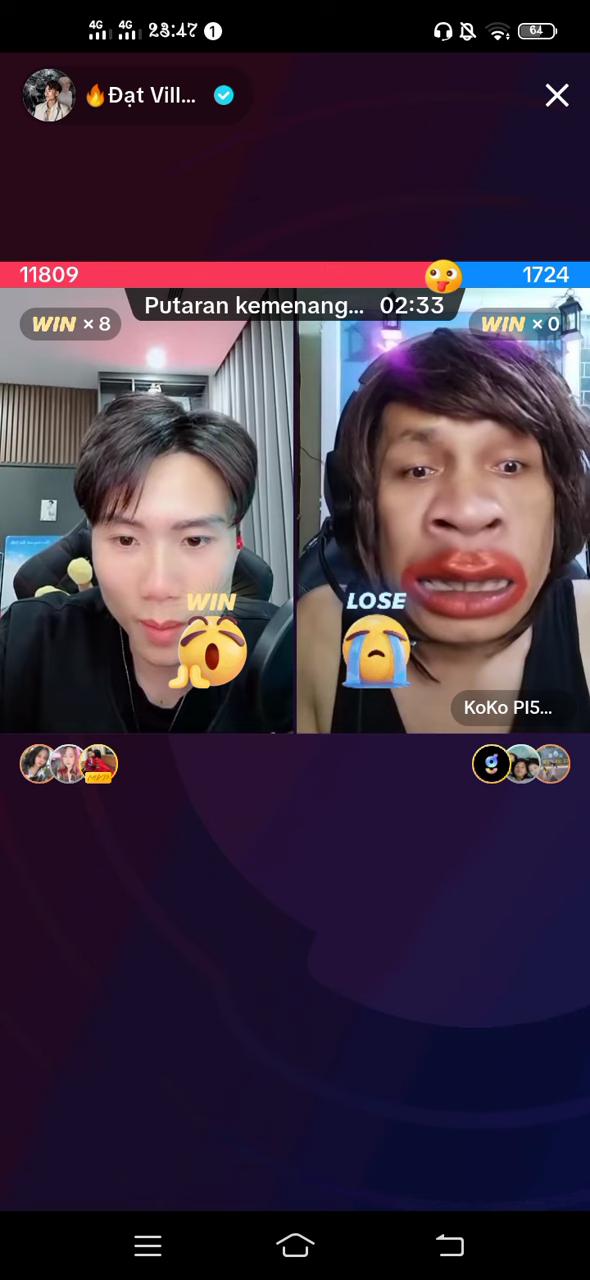 4G 4G 23:47 1 64
🔥Đạt Vill...
11809 1724
Putaran kemenang... 02:33
WIN × 8 WIN × 0
WIN LOSE
KoKo PI5...